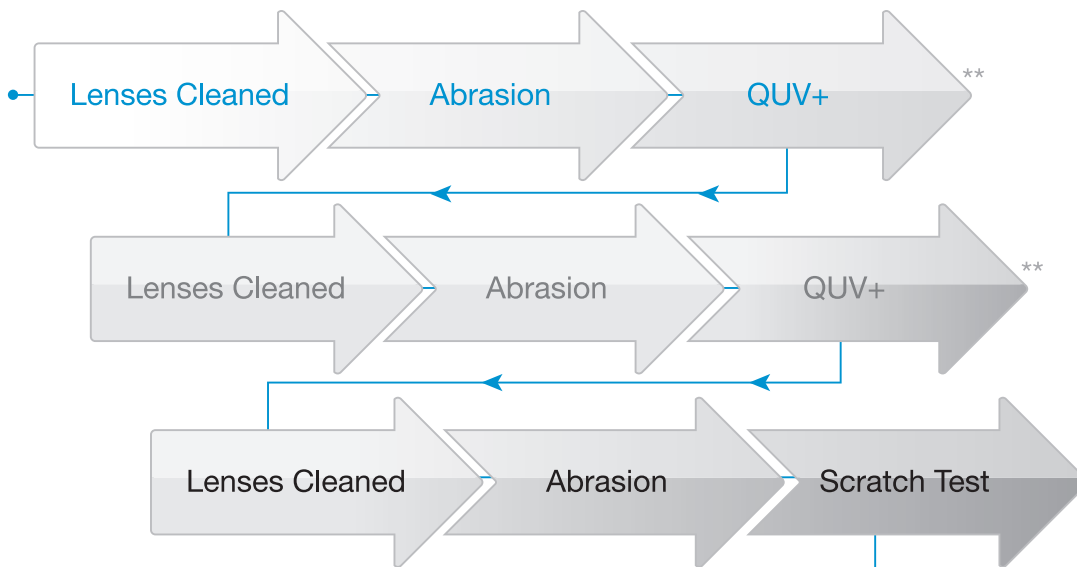 Lenses Cleaned Abrasion QUV+ **
Lenses Cleaned Abrasion QUV+ **
Lenses Cleaned Abrasion Scratch Test